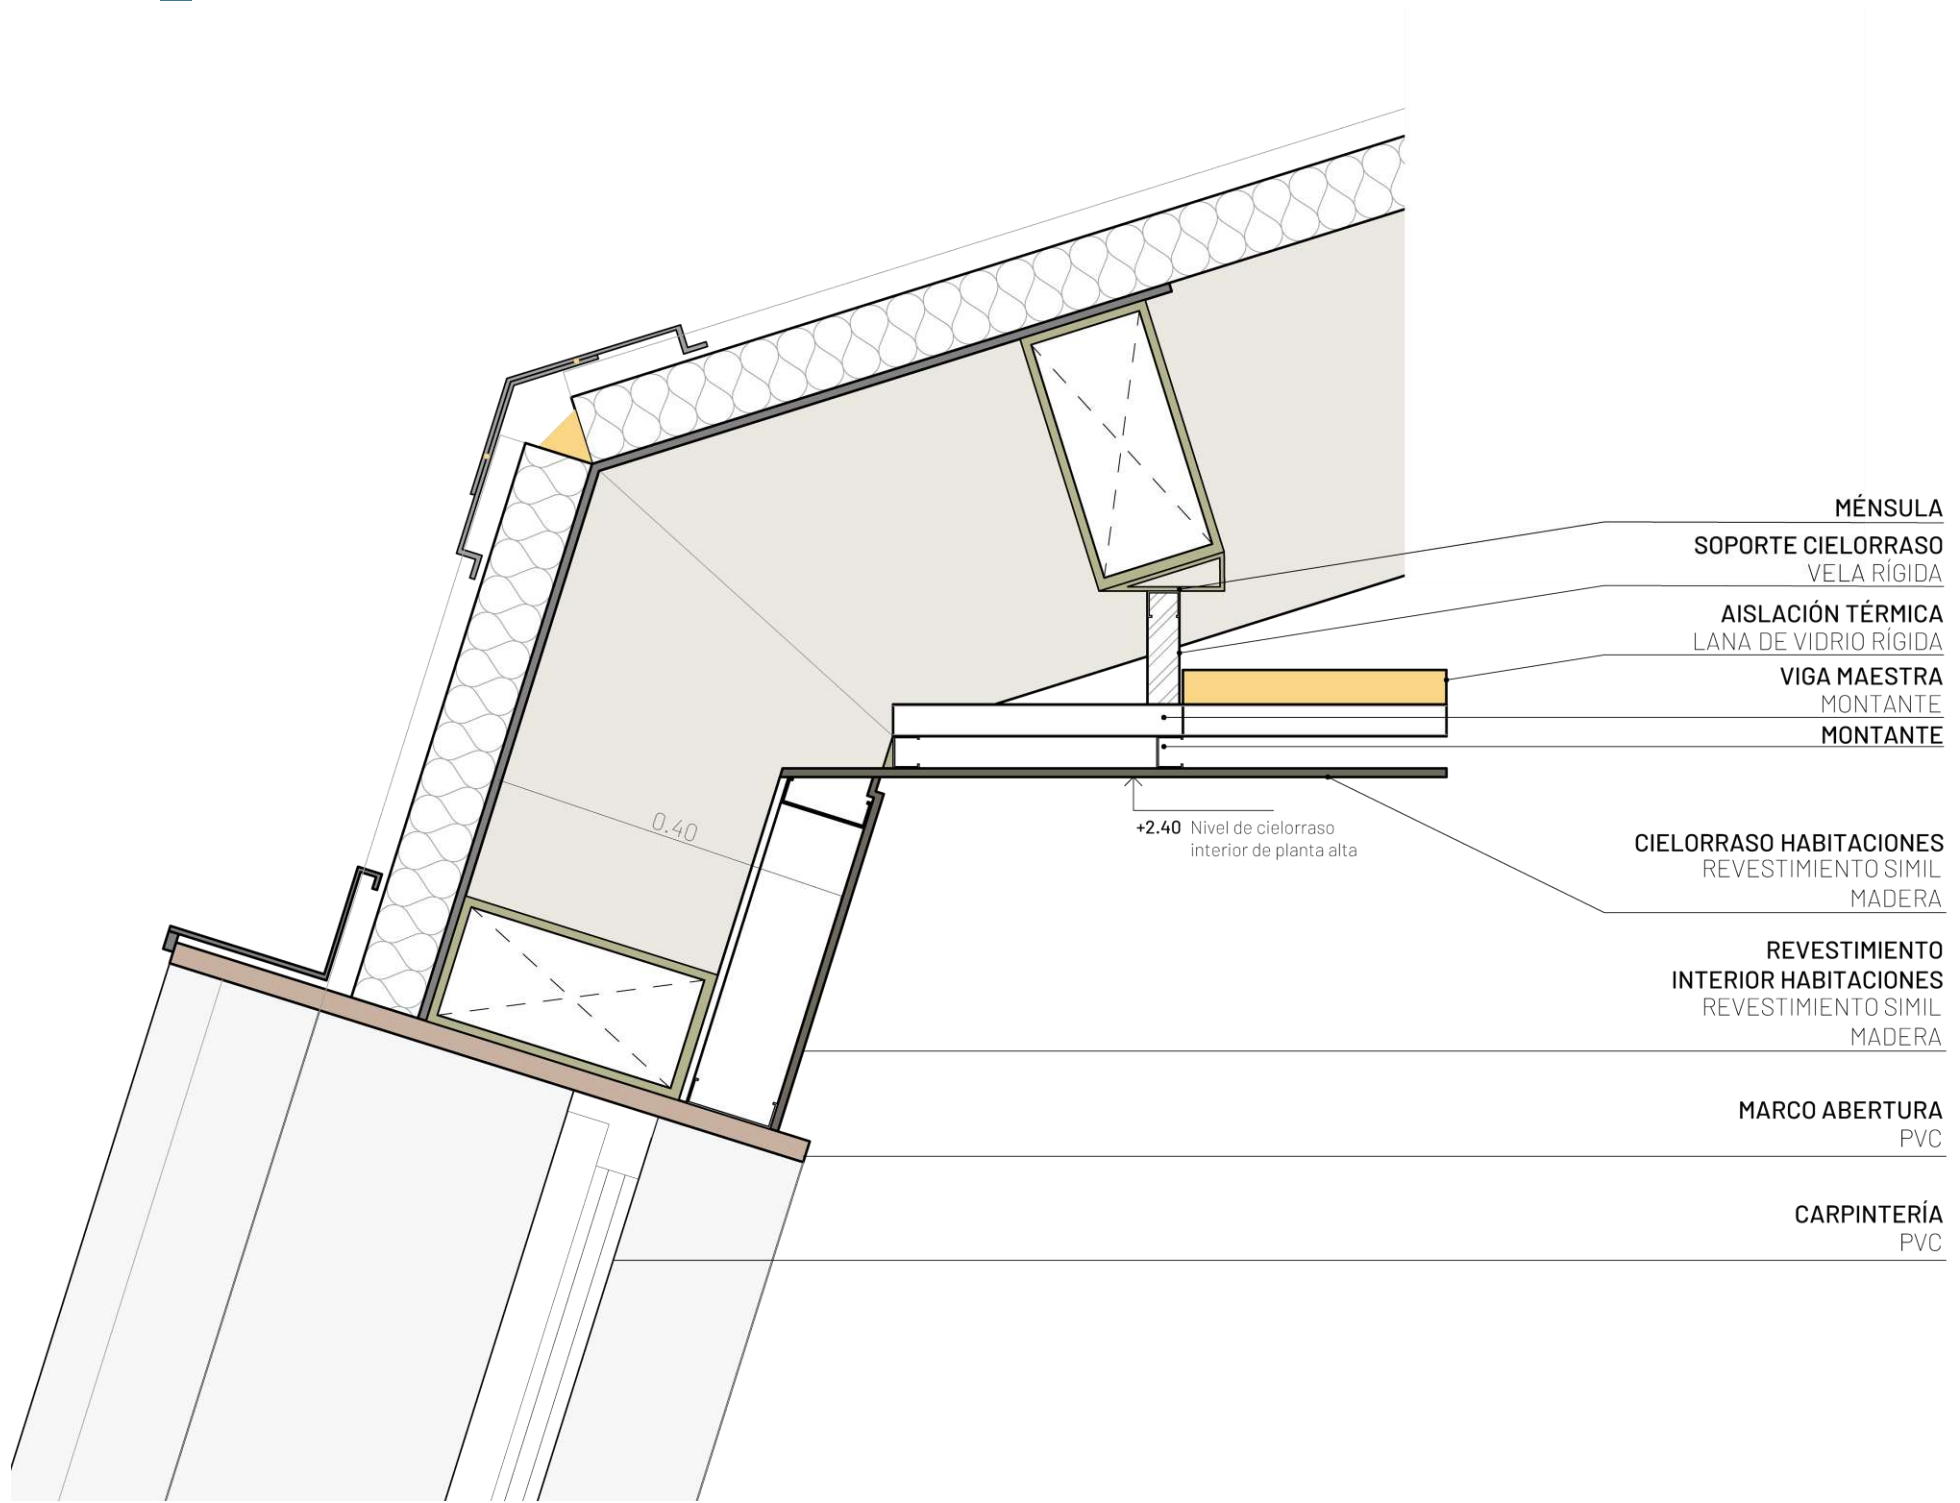 MÉNSULA
SOPORTE CIELORRASO
VELA RÍGIDA
AISLACIÓN TÉRMICA
LANA DE VIDRIO RÍGIDA
VIGA MAESTRA
MONTANTE
MONTANTE
0.40
+2.40 Nivel de cielorraso
interior de planta alta
CIELORRASO HABITACIONES
REVESTIMIENTO SIMIL
MADERA
REVESTIMIENTO
INTERIOR HABITACIONES
REVESTIMIENTO SIMIL
MADERA
MARCO ABERTURA
PVC
CARPINTERÍA
PVC